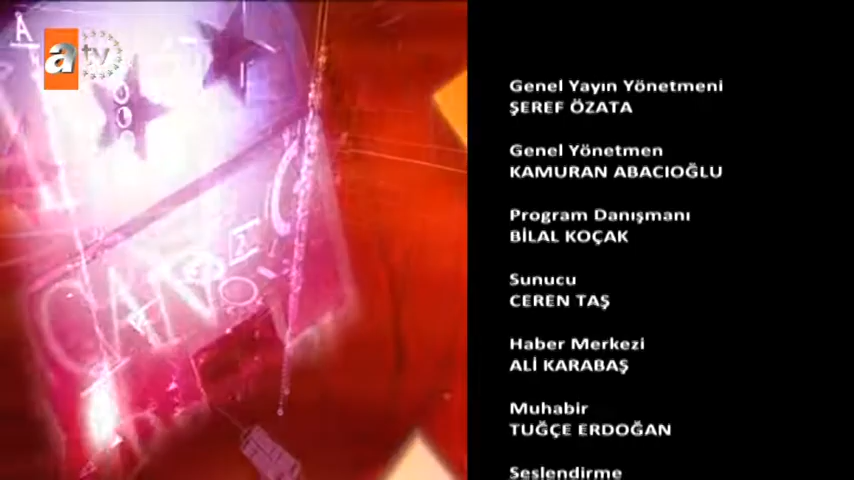 A
atv
CAN
Genel Yayın Yönetmeni
ŞEREF ÖZATA
Genel Yönetmen
KAMURAN ABACIOĞLU
Program Danışmanı
BİLAL KOÇAK
Sunucu
CEREN TAŞ
Haber Merkezi
ALİ KARABAŞ
Muhabir
TUĞÇE ERDOĞAN
Seslendirme